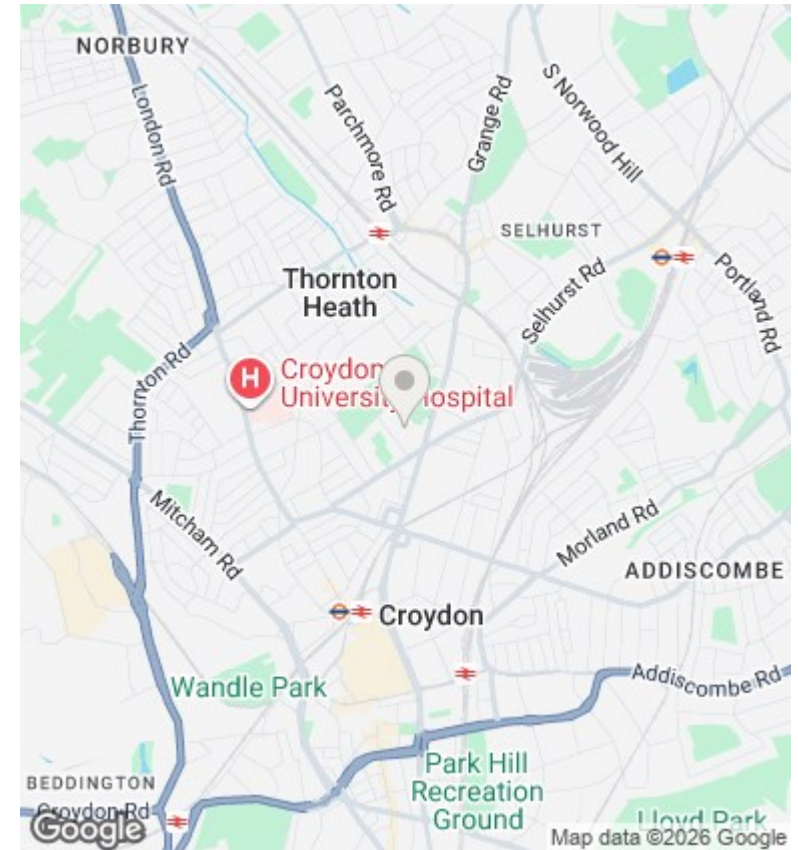 NORBURY
London Rd
Parchmore Rd
Grange Rd
S Norwood Hill
SELHURST
Thornton
Heath
Selhurst Rd
Portland Rd
Thornton Rd
H
Croydon
University Hospital
Mitcham Rd
Morland Rd
ADDISCOMBE
Croydon
Wandle Park
Addiscombe Rd
BEDDINGTON
Croydon Rd
Park Hill
Recreation
Ground
Lloyd Park
Google
Map data ©2026 Google